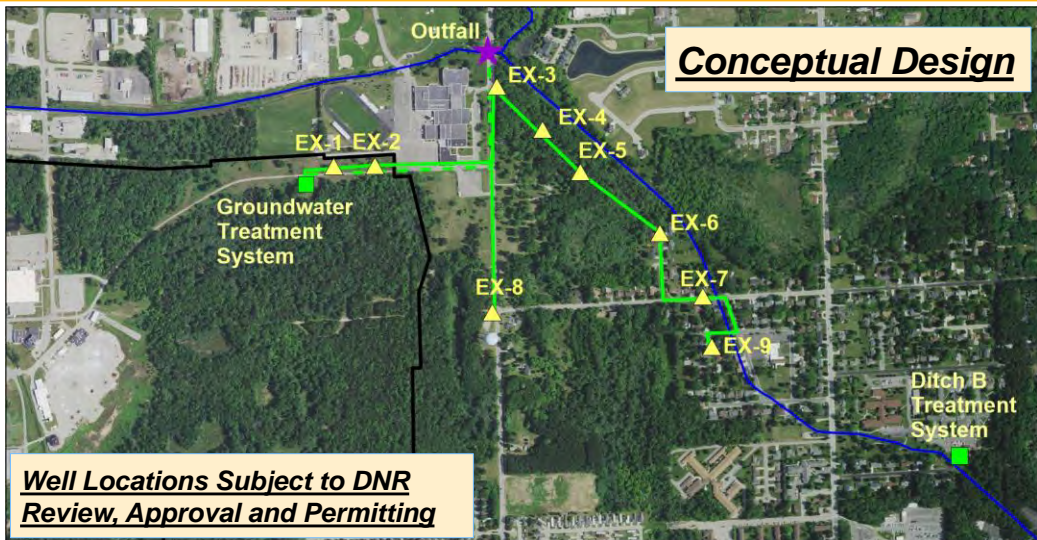 Outfall
Conceptual Design
EX-3
EX-4
EX-1
EX-2
EX-5
Groundwater
Treatment
System
EX-6
EX-7
EX-8
EX-9
Ditch B
Treatment
System
Well Locations Subject to DNR
Review, Approval and Permitting